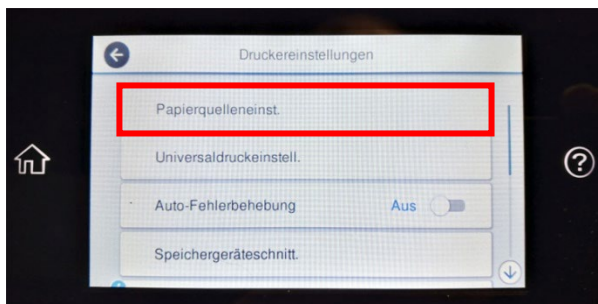 Druckereinstellungen
Papierquelleneinst.
Universaldruckeinstell.
Auto-Fehlerbehebung Aus
Speichergeräteschnitt.